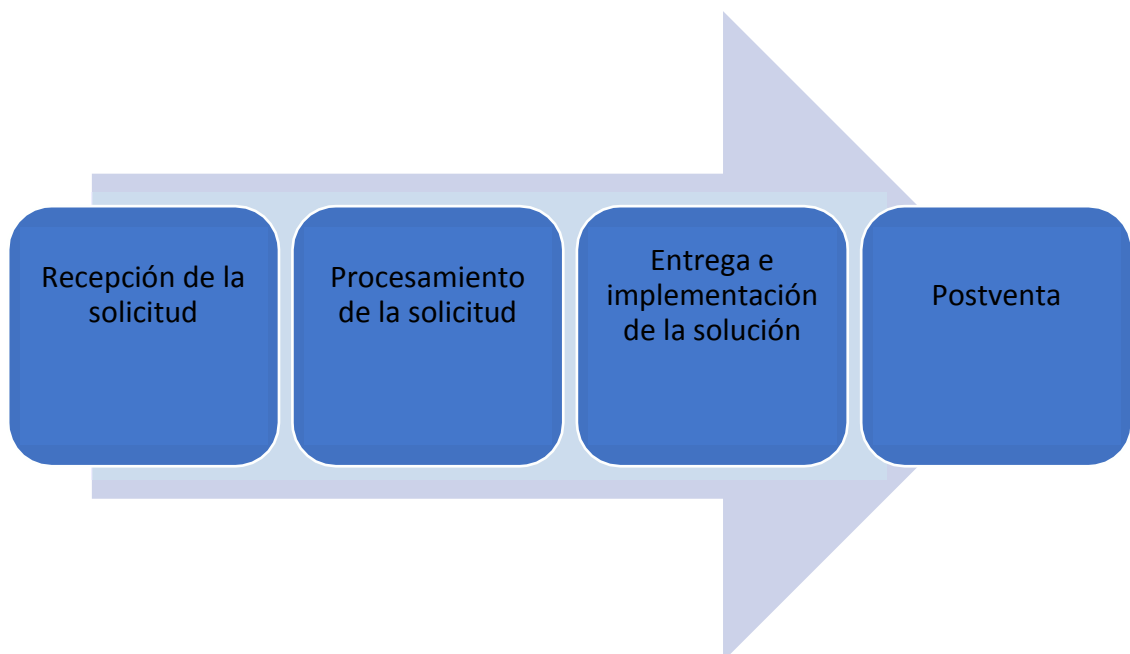 Recepción de la
solicitud
Procesamiento
de la solicitud
Entrega e
implementación
de la solución
Postventa